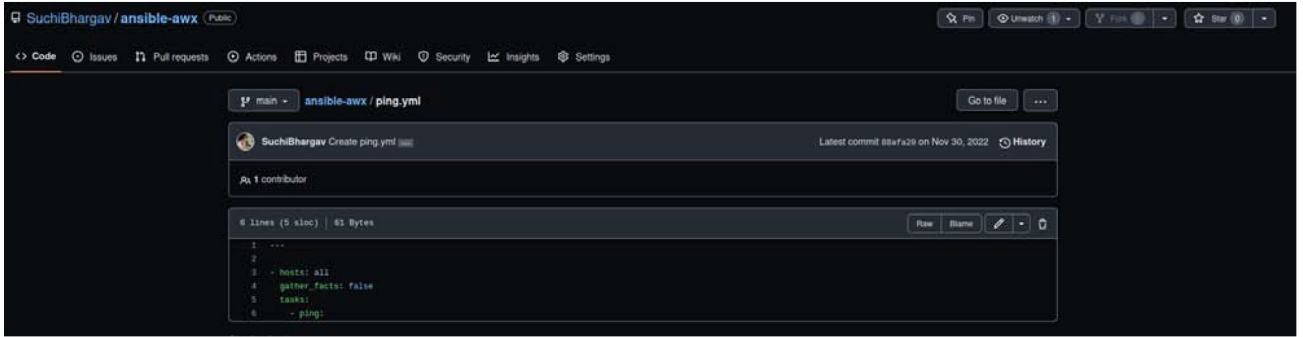 SuchiBhargav / ansible-awx Public
Pin
Unwatch 1
Fork
Star 0
<> Code
Issues
Pull requests
Actions
Projects
Wiki
Security
Insights
Settings
main
ansible-awx / ping.yml
Go to file
...
SuchiBhargav Create ping.yml
Latest commit 88afa29 on Nov 30, 2022
History
1 contributor
6 lines (5 sloc) | 61 Bytes
Raw
Blame
1 ---
2
3 - hosts: all
4 gather_facts: false
5 tasks:
6 - ping: